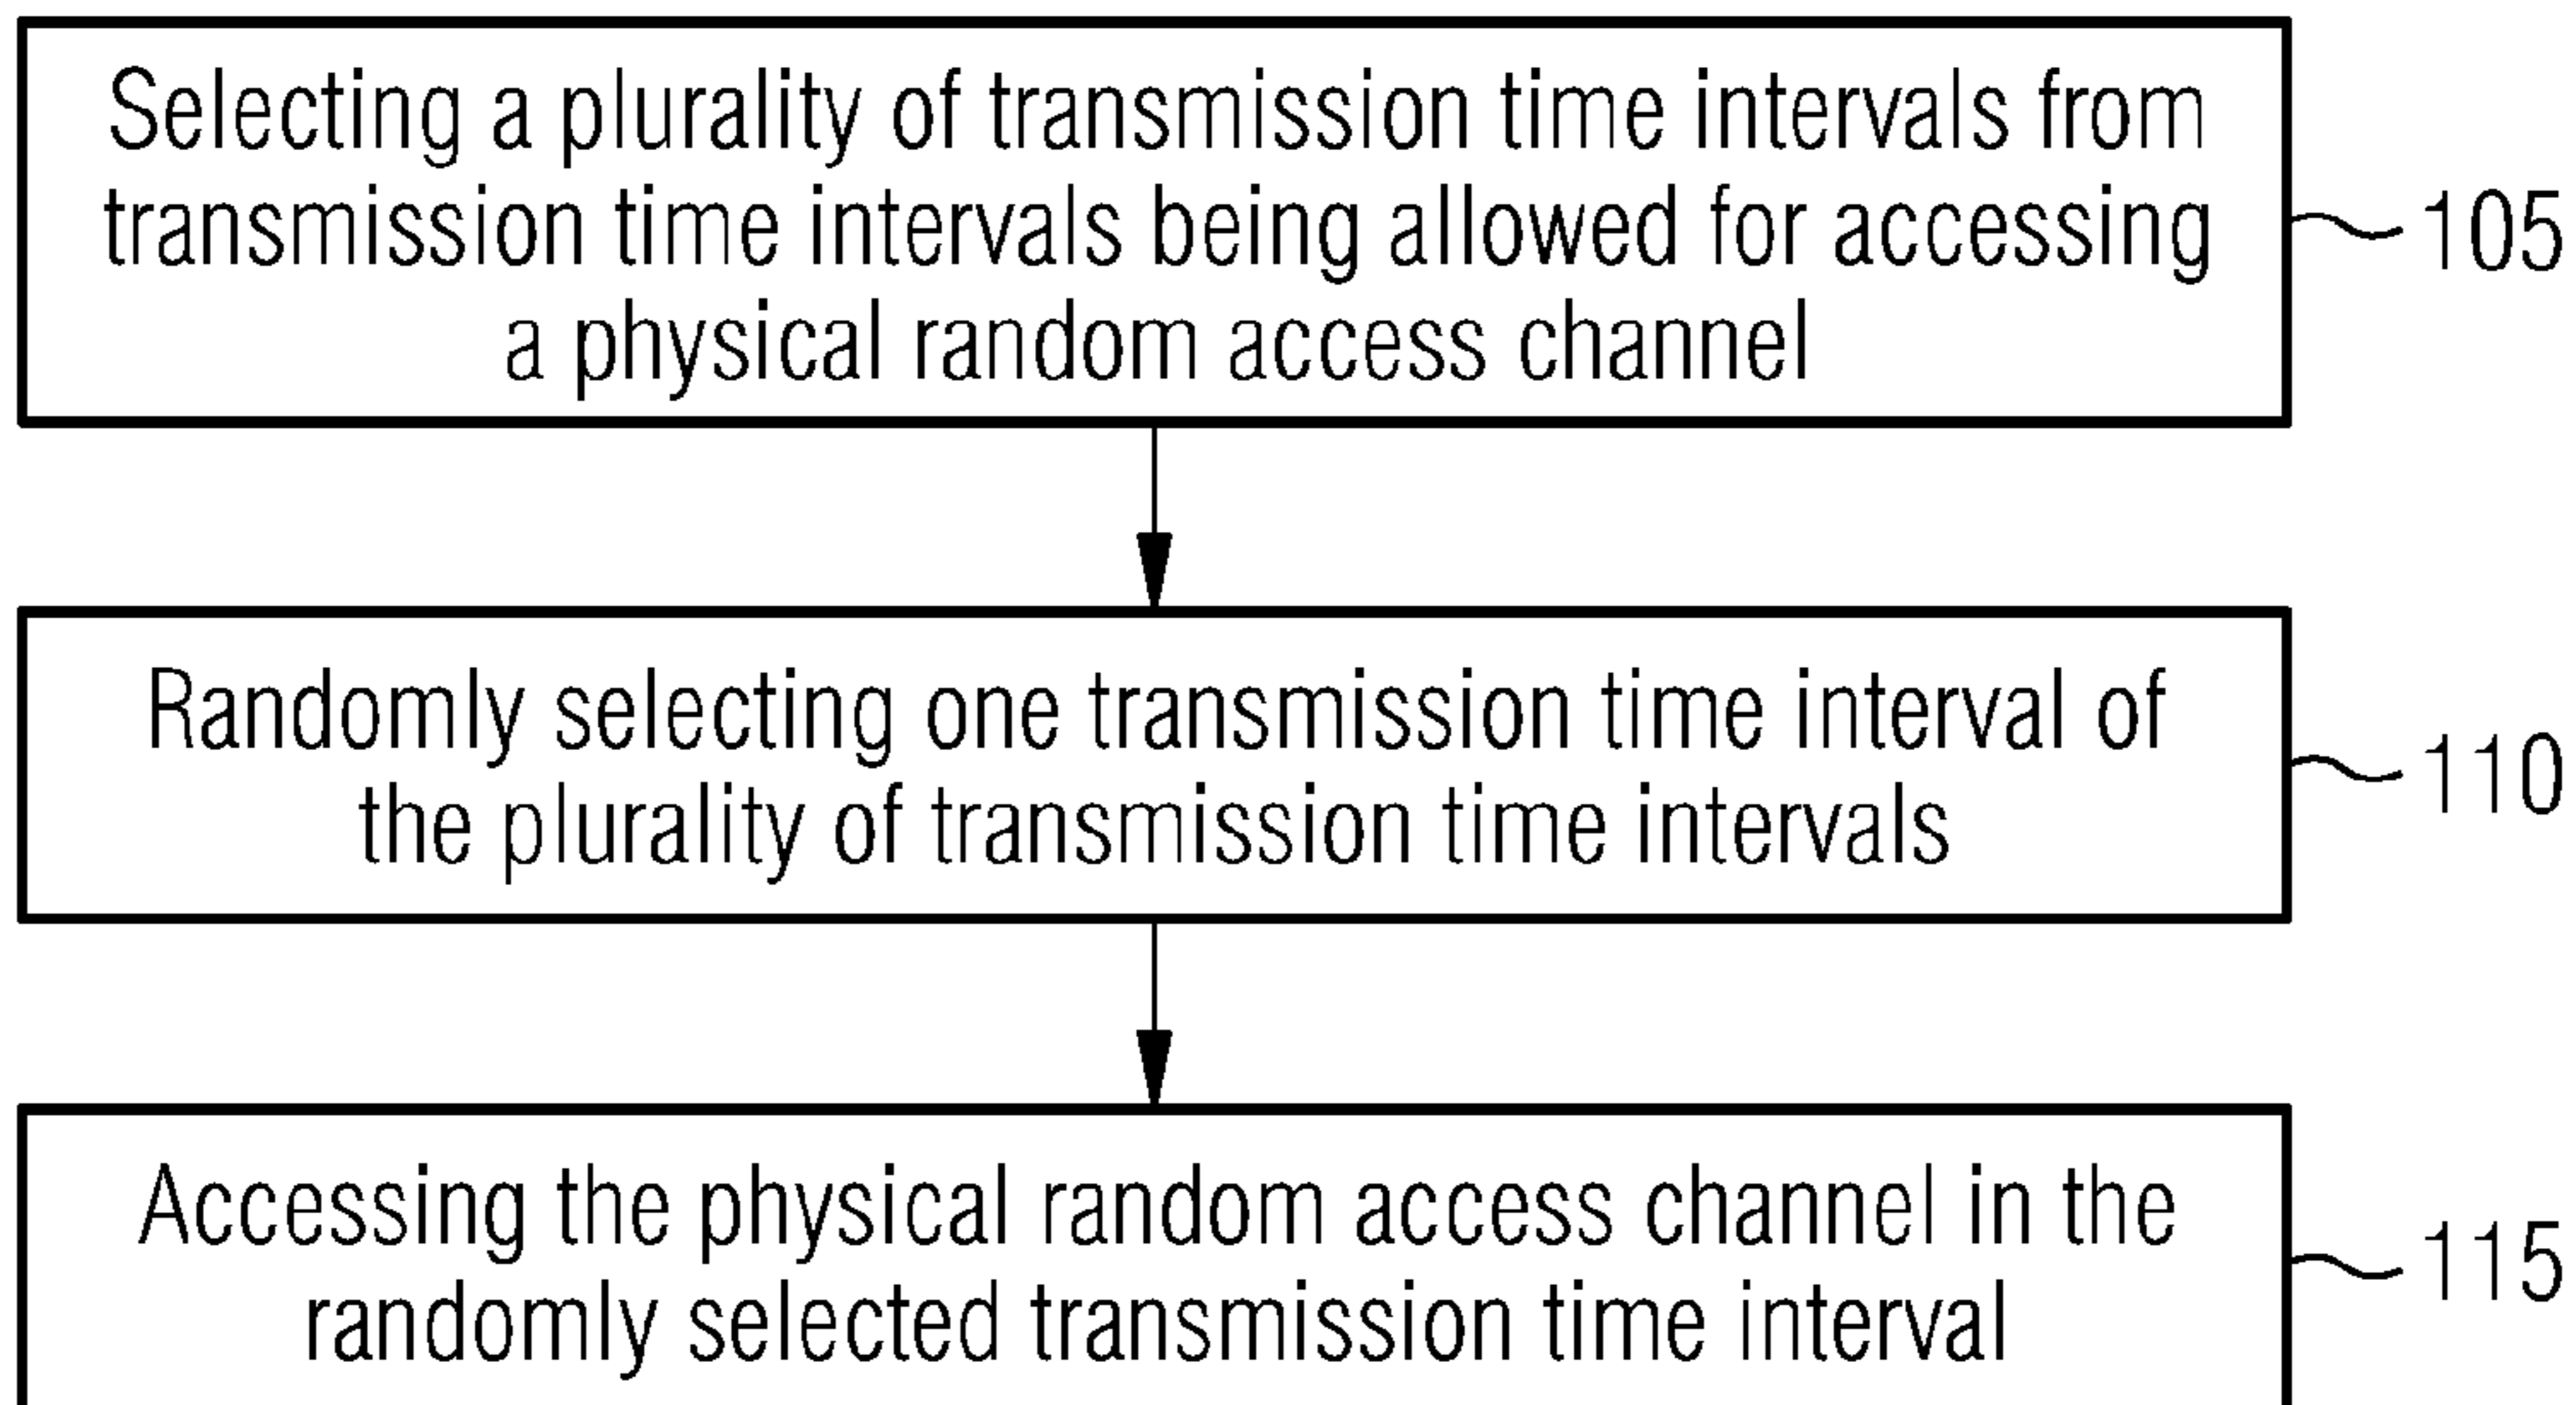 Selecting a plurality of transmission time intervals from
transmission time intervals being allowed for accessing
a physical random access channel
105
Randomly selecting one transmission time interval of
the plurality of transmission time intervals
110
Accessing the physical random access channel in the
randomly selected transmission time interval
115